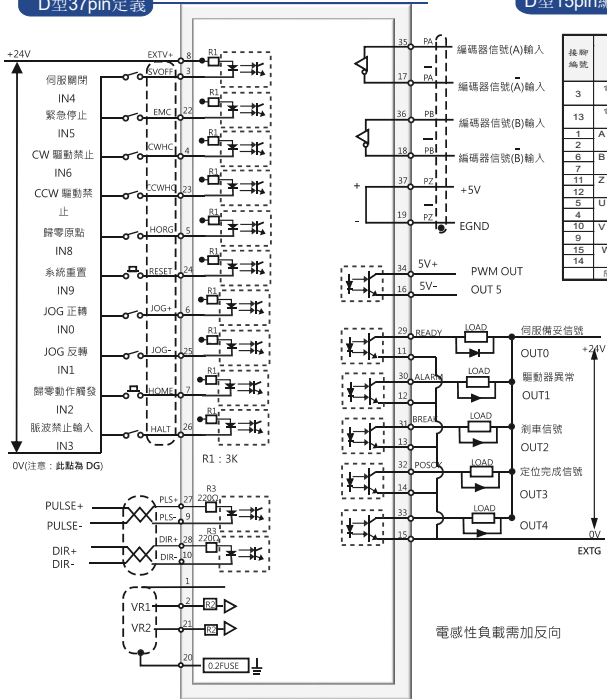 D型37pin定義
D型15pin編
+24V
EXTV+ 8 R1
SVOFF 3
伺服關閉
IN4
EMC 22 R1
緊急停止
IN5
CWHC 4 R1
CW 驅動禁止
IN6
CCWHC 23 R1
CCW 驅動禁
止
HORG 5 R1
歸零原點
IN8
RESET 24 R1
系統重置
IN9
JOG+ 6 R1
JOG 正轉
IN0
JOG- 25 R1
JOG 反轉
IN1
HOME 7 R1
歸零動作觸發
IN2
HALT 26 R1
脈波禁止輸入
IN3
R1：3K
0V(注意：此點為 DG)
PULSE+ PLS+ 27 R3 220Ω
PULSE- PLS- 9
DIR+ DIR+ 28 R3 220Ω
DIR- DIR- 10
1
VR1 2 R2
VR2 21 R2
20 0.2FUSE
35 PA 編碼器信號(A)輸入
17 PA 編碼器信號(A)輸入
36 PB 編碼器信號(B)輸入
18 PB 編碼器信號(B)輸入
+ 37 PZ +5V
- 19 PZ EGND
34 5V+ PWM OUT
16 5V- OUT 5
29 READY LOAD 伺服備妥信號
11 OUT0
+24V
30 ALARM LOAD 驅動器異常
12 OUT1
31 BREAK LOAD 剎車信號
13 OUT2
32 POSOK LOAD 定位完成信號
14 OUT3
33 LOAD
OUT4
15 0V
EXTG
電感性負載需加反向
接腳
編號
3
13
1 A
2
6 B
7
11 Z
12
5 U
4
10 V
9
15 W
14